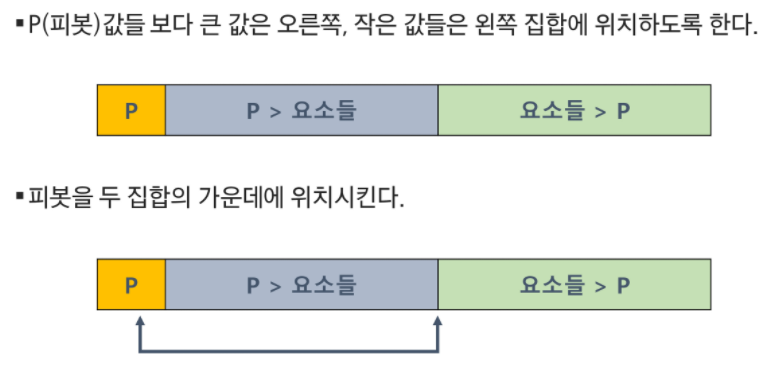 ▪P(피봇)값들 보다 큰 값은 오른쪽, 작은 값들은 왼쪽 집합에 위치하도록 한다.
P P > 요소들 요소들 > P
▪피봇을 두 집합의 가운데에 위치시킨다.
P P > 요소들 요소들 > P